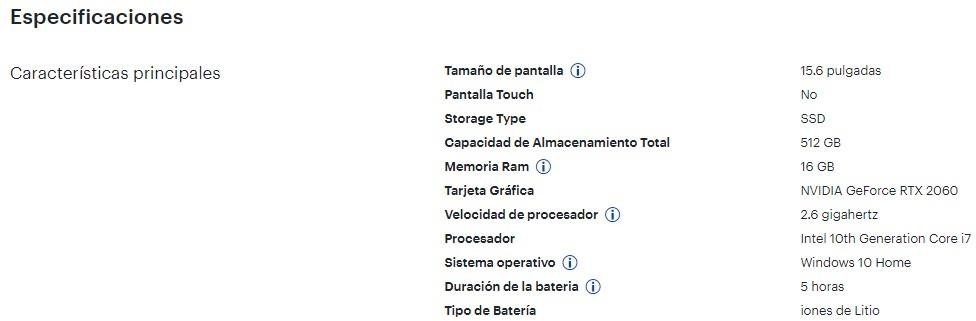 Especificaciones
Características principales
Tamaño de pantalla 15.6 pulgadas
Pantalla Touch No
Storage Type SSD
Capacidad de Almacenamiento Total 512 GB
Memoria Ram 16 GB
Tarjeta Gráfica NVIDIA GeForce RTX 2060
Velocidad de procesador 2.6 gigahertz
Procesador Intel 10th Generation Core i7
Sistema operativo Windows 10 Home
Duración de la bateria 5 horas
Tipo de Batería iones de Litio